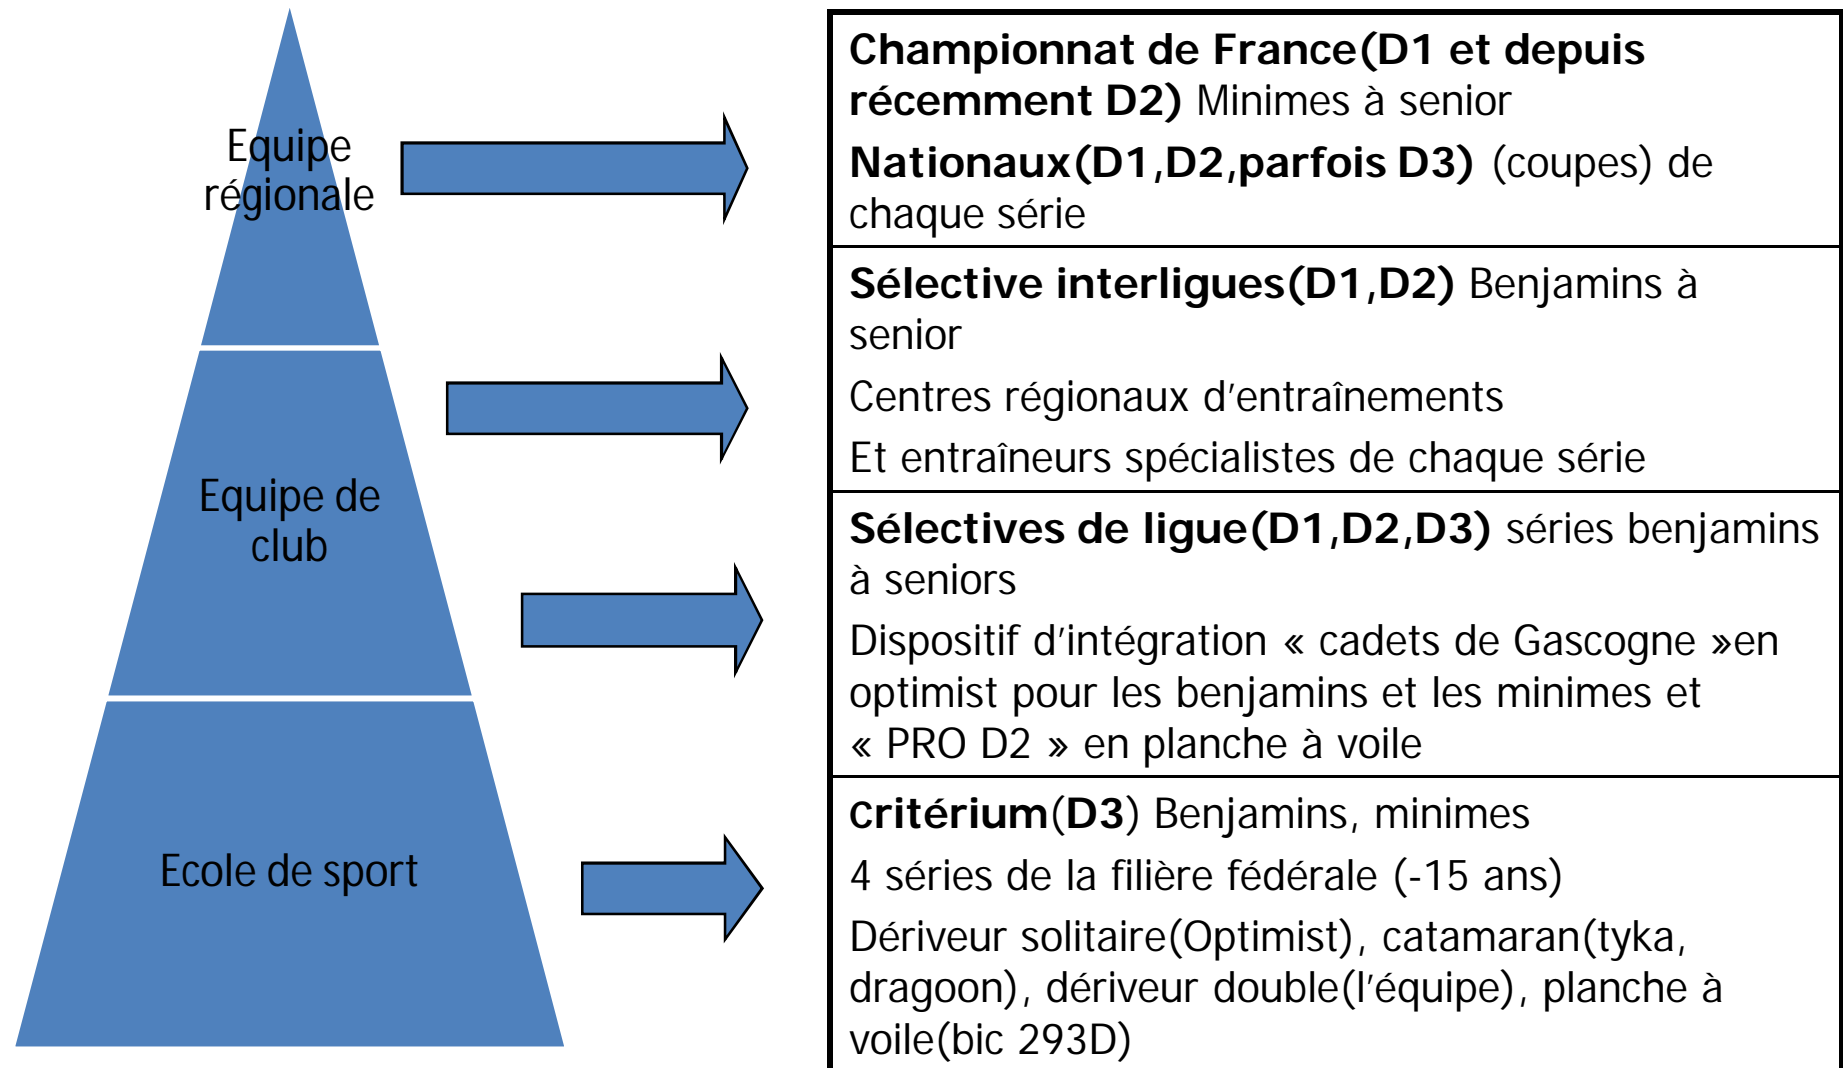 Equipe
régionale
Equipe de
club
Ecole de sport
Championnat de France(D1 et depuis
récemment D2) Minimes à senior
Nationaux(D1,D2,parfois D3) (coupes) de
chaque série
Sélective interligues(D1,D2) Benjamins à
senior
Centres régionaux d'entraînements
Et entraîneurs spécialistes de chaque série
Sélectives de ligue(D1,D2,D3) séries benjamins
à seniors
Dispositif d'intégration « cadets de Gascogne »en
optimist pour les benjamins et les minimes et
« PRO D2 » en planche à voile
critérium(D3) Benjamins, minimes
4 séries de la filière fédérale (-15 ans)
Dériveur solitaire(Optimist), catamaran(tyka,
dragoon), dériveur double(l'équipe), planche à
voile(bic 293D)